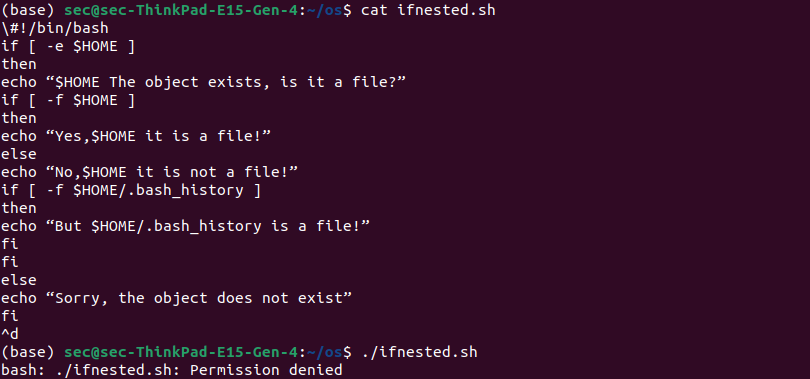 (base) sec@sec-ThinkPad-E15-Gen-4:~/os$ cat ifnested.sh
\#!/bin/bash
if [ -e $HOME ]
then
echo “$HOME The object exists, is it a file?”
if [ -f $HOME ]
then
echo “Yes,$HOME it is a file!”
else
echo “No,$HOME it is not a file!”
if [ -f $HOME/.bash_history ]
then
echo “But $HOME/.bash_history is a file!”
fi
fi
else
echo “Sorry, the object does not exist”
fi
^d
(base) sec@sec-ThinkPad-E15-Gen-4:~/os$ ./ifnested.sh
bash: ./ifnested.sh: Permission denied